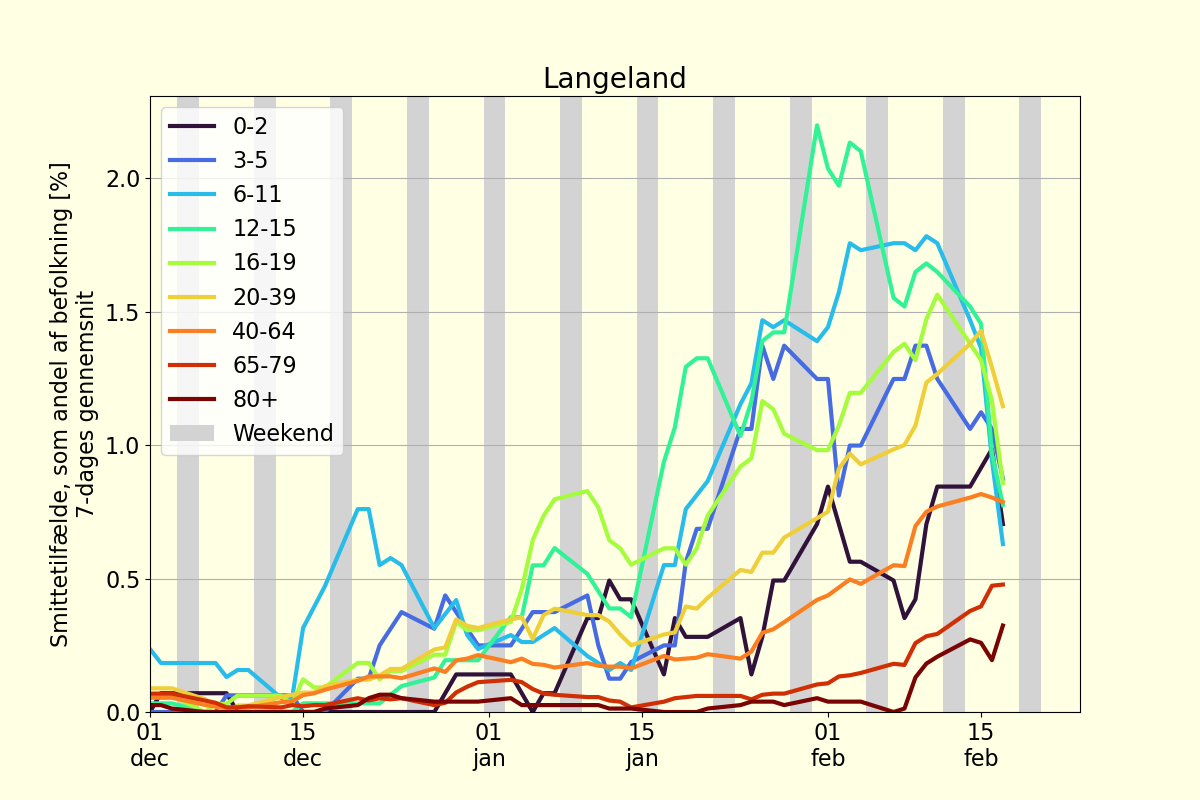 Langeland
Smittetilfælde, som andel af befolkning [%]
7-dages gennemsnit
2.0
1.5
1.0
0.5
0.0
0-2
3-5
6-11
12-15
16-19
20-39
40-64
65-79
80+
Weekend
01 15 01 15 01 15
dec dec jan jan feb feb